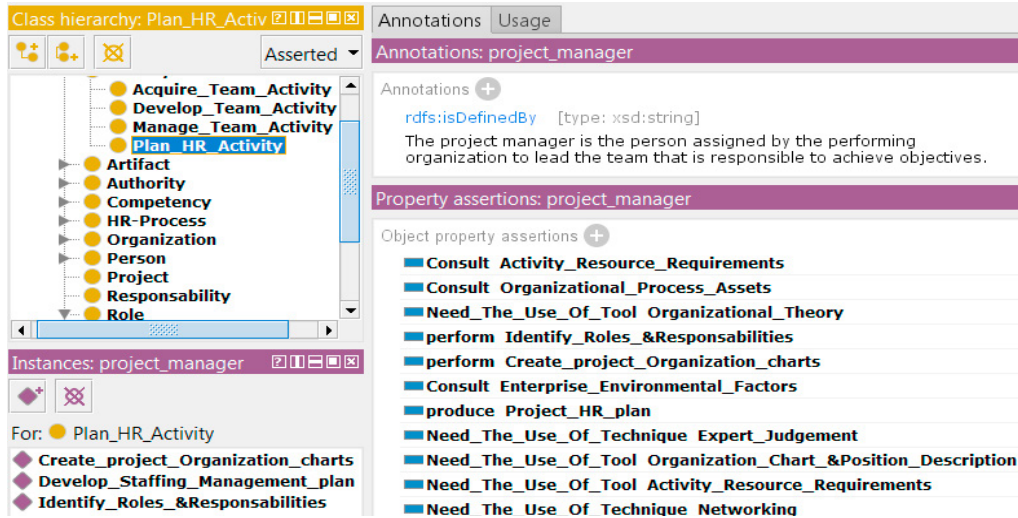 Class hierarchy: Plan_HR_Activ
Asserted
Acquire_Team_Activity
Develop_Team_Activity
Manage_Team_Activity
Plan_HR_Activity
Artifact
Authority
Competency
HR-Process
Organization
Person
Project
Responsability
Role
Instances: project_manager
For: Plan_HR_Activity
Create_project_Organization_charts
Develop_Staffing_Management_plan
Identify_Roles_&Responsabilities
Annotations Usage
Annotations: project_manager
Annotations
rdfs:isDefinedBy [type: xsd:string]
The project manager is the person assigned by the performing
organization to lead the team that is responsible to achieve objectives.
Property assertions: project_manager
Object property assertions
Consult Activity_Resource_Requirements
Consult Organizational_Process_Assets
Need_The_Use_Of_Tool Organizational_Theory
perform Identify_Roles_&Responsabilities
perform Create_project_Organization_charts
Consult Enterprise_Environmental_Factors
produce Project_HR_plan
Need_The_Use_Of_Technique Expert_Judgement
Need_The_Use_Of_Tool Organization_Chart_&Position_Description
Need_The_Use_Of_Tool Activity_Resource_Requirements
Need_The_Use_Of_Technique Networking